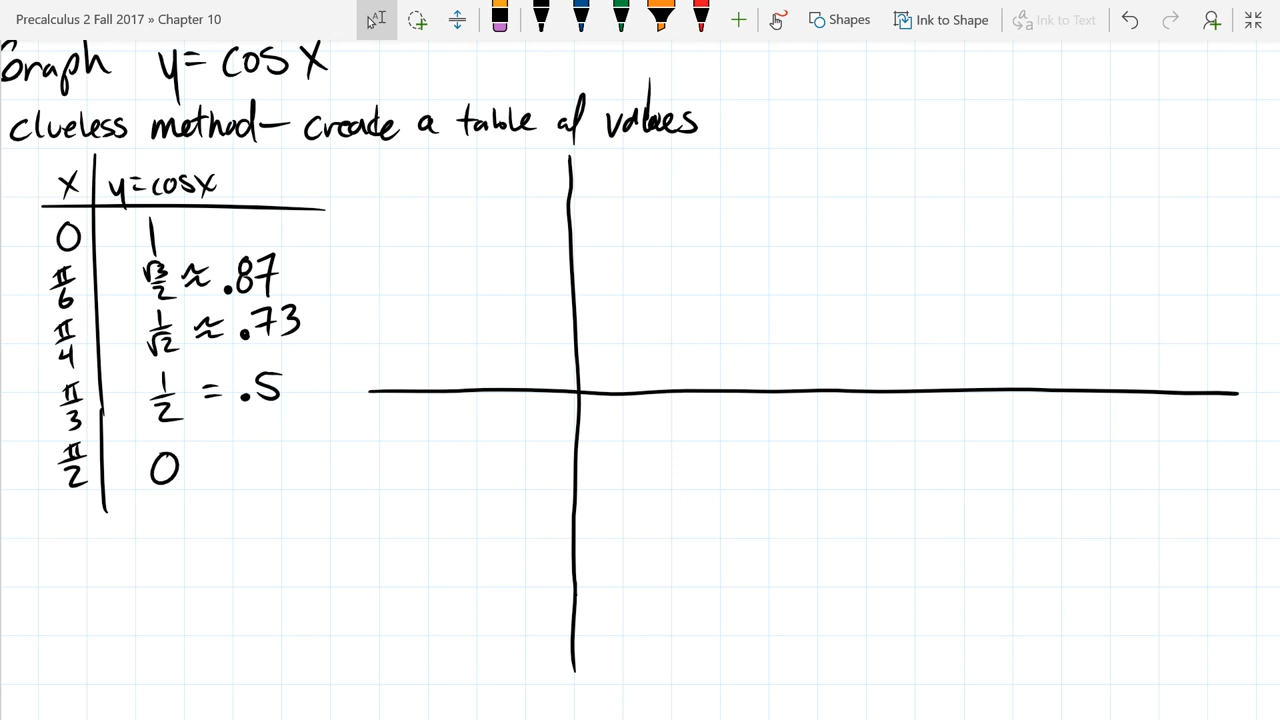 Precalculus 2 Fall 2017 » Chapter 10
Shapes
Ink to Shape
Ink to Text
Graph y = cos x
clueless method — create a table of values
x y = cos x
0 1
π/6 √3/2 ≈ .87
π/4 1/√2 ≈ .73
π/3 1/2 = .5
π/2 0